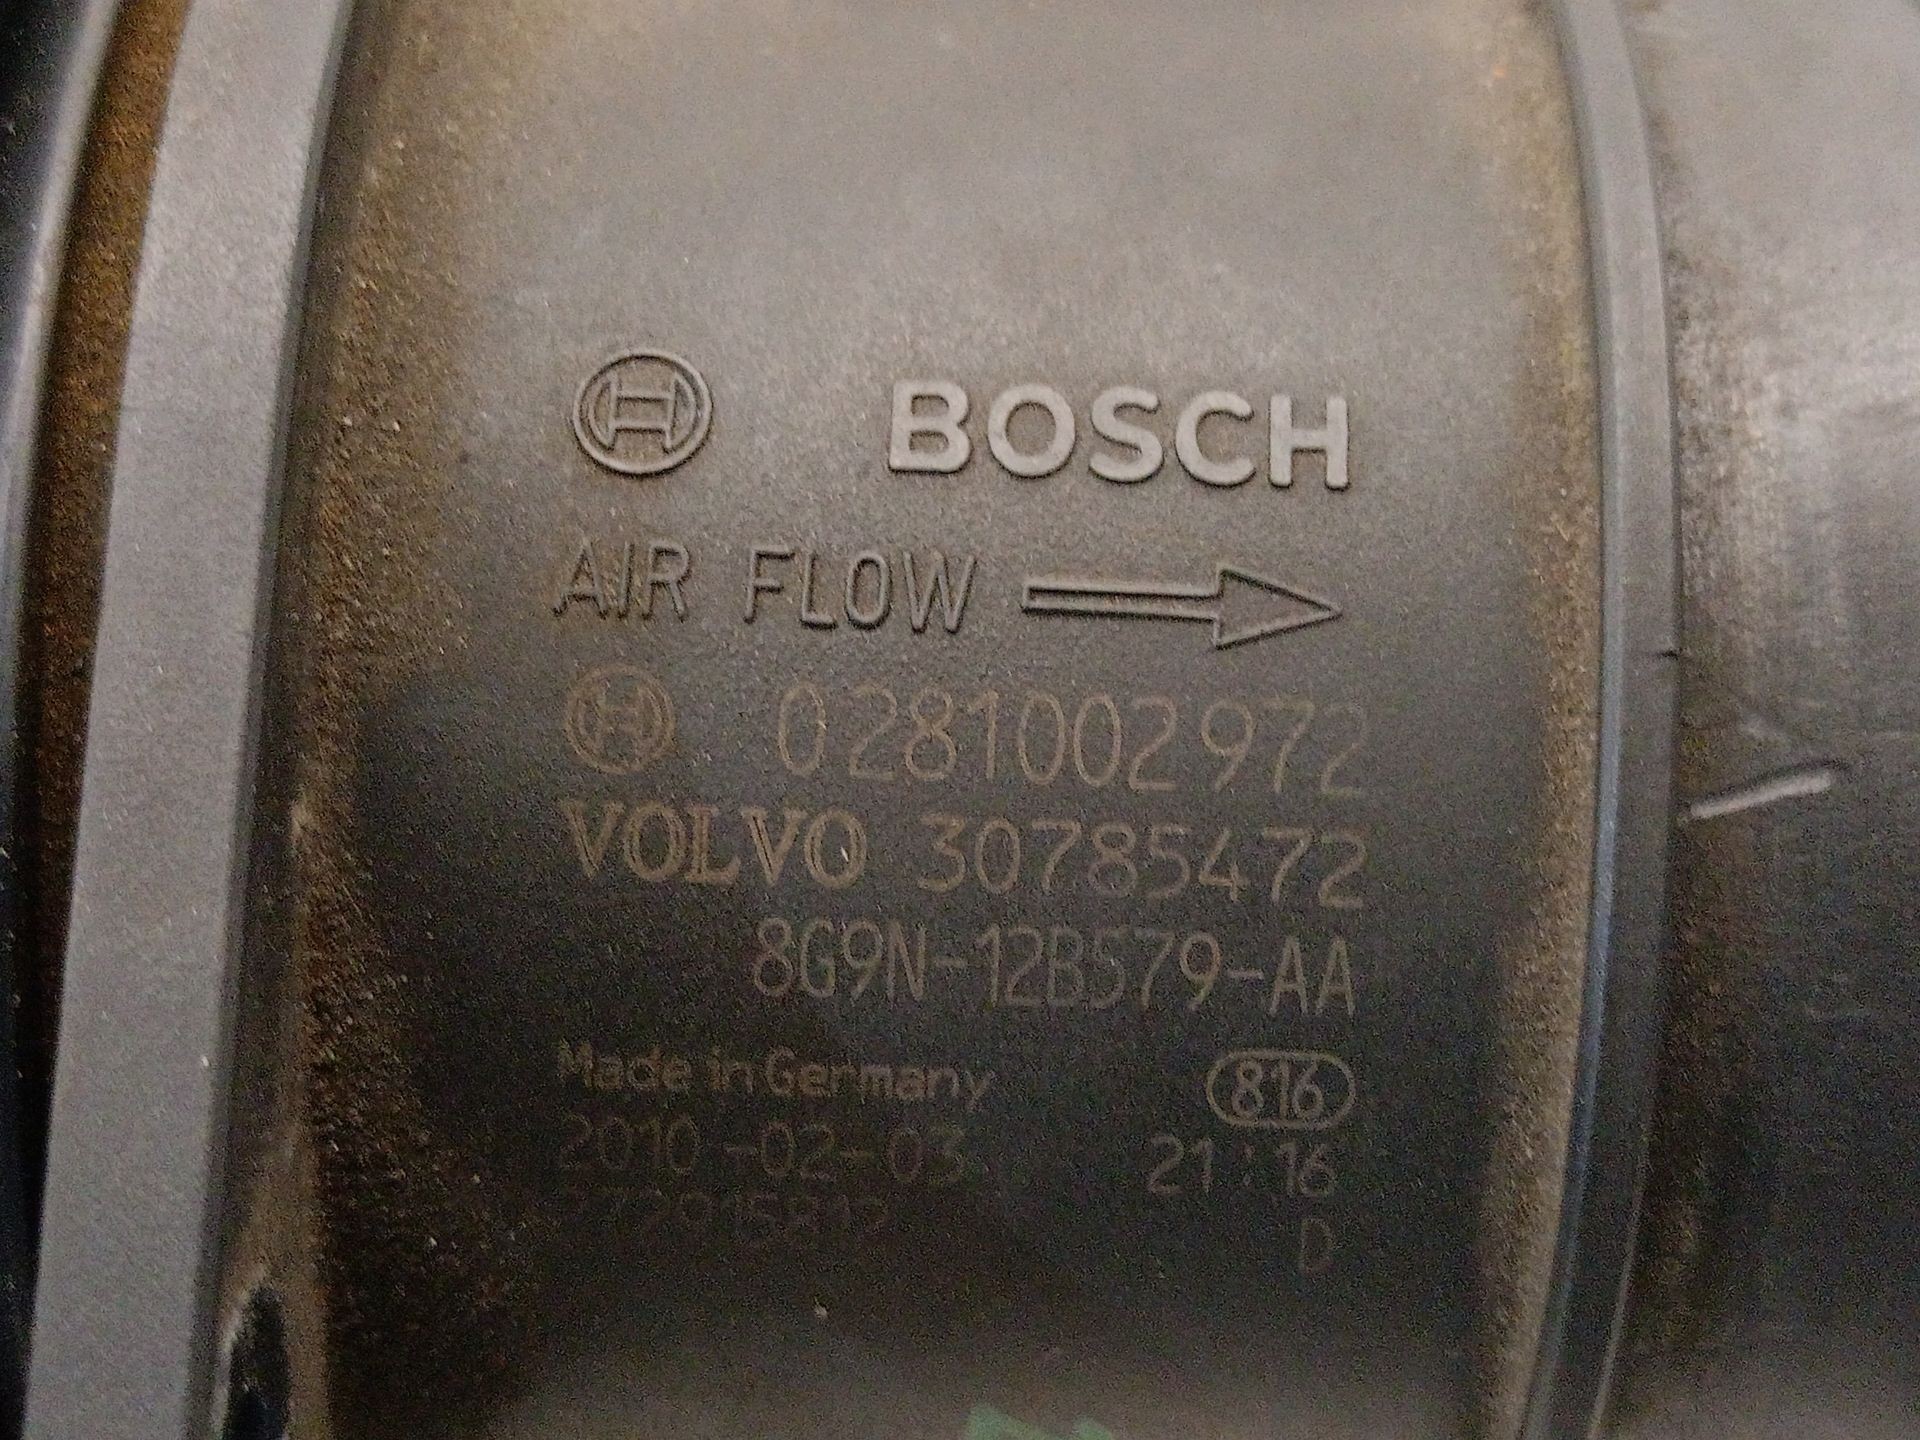 BOSCH
AIR FLOW
0281002972
VOLVO 30785472
8G9N-12B579-AA
Made in Germany 816
2010-02-03 21:16
D